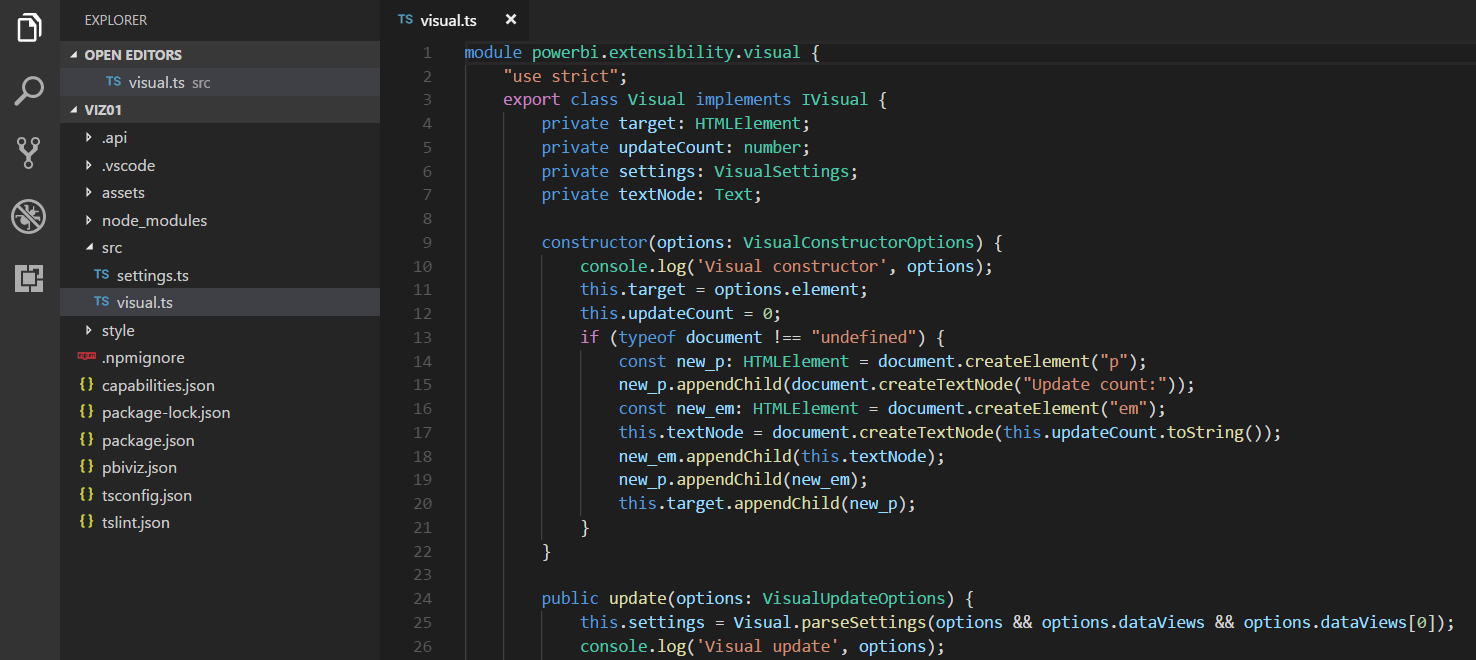 EXPLORER
OPEN EDITORS
TS visual.ts src
VIZ01
.api
.vscode
assets
node_modules
src
TS settings.ts
TS visual.ts
style
npm .npmignore
{} capabilities.json
{} package-lock.json
{} package.json
{} pbiviz.json
{} tsconfig.json
{} tslint.json
TS visual.ts ×
1 module powerbi.extensibility.visual {
2     "use strict";
3     export class Visual implements IVisual {
4         private target: HTMLElement;
5         private updateCount: number;
6         private settings: VisualSettings;
7         private textNode: Text;
8
9         constructor(options: VisualConstructorOptions) {
10             console.log('Visual constructor', options);
11             this.target = options.element;
12             this.updateCount = 0;
13             if (typeof document !== "undefined") {
14                 const new_p: HTMLElement = document.createElement("p");
15                 new_p.appendChild(document.createTextNode("Update count:"));
16                 const new_em: HTMLElement = document.createElement("em");
17                 this.textNode = document.createTextNode(this.updateCount.toString());
18                 new_em.appendChild(this.textNode);
19                 new_p.appendChild(new_em);
20                 this.target.appendChild(new_p);
21             }
22         }
23
24         public update(options: VisualUpdateOptions) {
25             this.settings = Visual.parseSettings(options && options.dataViews && options.dataViews[0]);
26             console.log('Visual update', options);